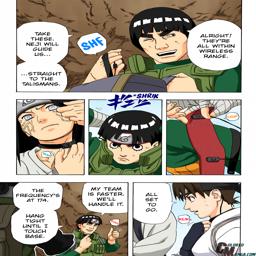 TAKE
THESE.
NEJI WILL
GUIDE
US...
...STRAIGHT
TO THE
TALISMANS.
SHF
ALRIGHT!
THEY'RE
ALL WITHIN
WIRELESS
RANGE.
SHRIK
THE
FREQUENCY'S
AT 174.
HANG
TIGHT
UNTIL I
TOUCH
BASE.
MY TEAM
IS FASTER.
WE'LL
HANDLE IT.
ALL
SET TO
GO.